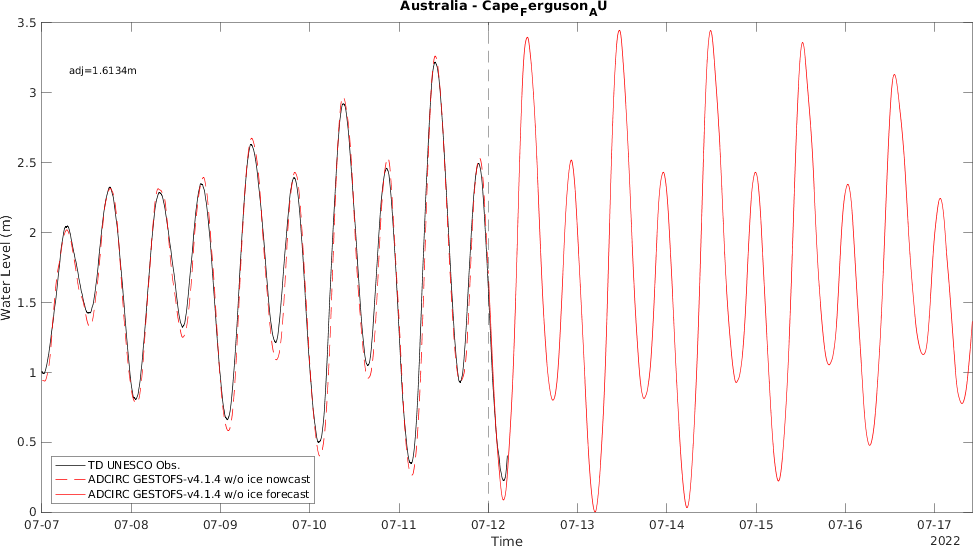 Australia - CapeFergusonAU
adj=1.6134m
Water Level (m)
3.5
3
2.5
2
1.5
1
0.5
0
TD UNESCO Obs.
ADCIRC GESTOFS-v4.1.4 w/o ice nowcast
ADCIRC GESTOFS-v4.1.4 w/o ice forecast
07-07 07-08 07-09 07-10 07-11 07-12 07-13 07-14 07-15 07-16 07-17
Time
2022